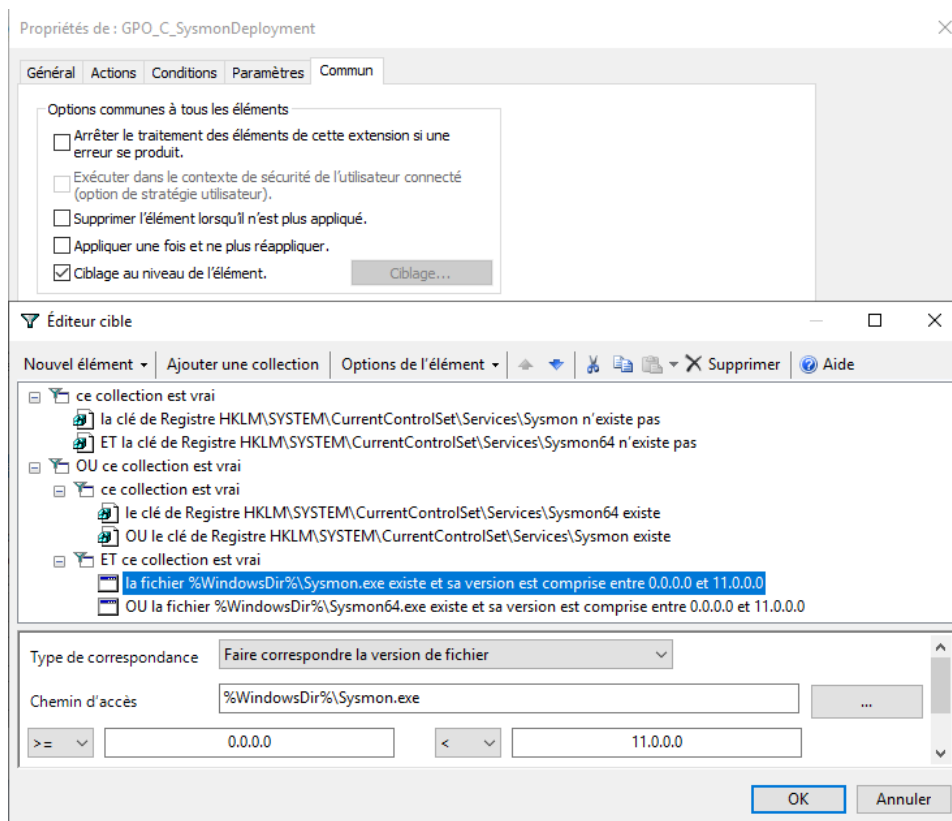 Propriétés de : GPO_C_SysmonDeployment
Général Actions Conditions Paramètres Commun
Options communes à tous les éléments
Arrêter le traitement des éléments de cette extension si une
erreur se produit.
Exécuter dans le contexte de sécurité de l'utilisateur connecté
(option de stratégie utilisateur).
Supprimer l'élément lorsqu'il n'est plus appliqué.
Appliquer une fois et ne plus réappliquer.
Ciblage au niveau de l'élément. Ciblage...
Éditeur cible
Nouvel élément Ajouter une collection Options de l'élément Supprimer Aide
ce collection est vrai
la clé de Registre HKLM\SYSTEM\CurrentControlSet\Services\Sysmon n'existe pas
ET la clé de Registre HKLM\SYSTEM\CurrentControlSet\Services\Sysmon64 n'existe pas
OU ce collection est vrai
ce collection est vrai
le clé de Registre HKLM\SYSTEM\CurrentControlSet\Services\Sysmon64 existe
OU le clé de Registre HKLM\SYSTEM\CurrentControlSet\Services\Sysmon existe
ET ce collection est vrai
la fichier %WindowsDir%\Sysmon.exe existe et sa version est comprise entre 0.0.0.0 et 11.0.0.0
OU la fichier %WindowsDir%\Sysmon64.exe existe et sa version est comprise entre 0.0.0.0 et 11.0.0.0
Type de correspondance Faire correspondre la version de fichier
Chemin d'accès %WindowsDir%\Sysmon.exe ...
>= 0.0.0.0 < 11.0.0.0
OK Annuler